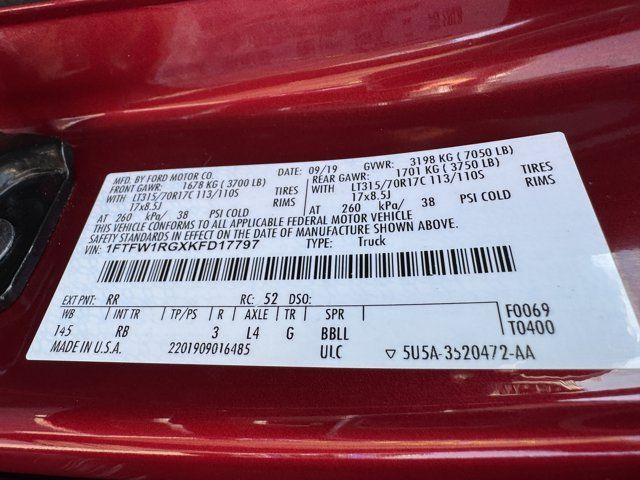 MFD. BY FORD MOTOR CO. DATE: 09/19 GVWR: 3198 KG ( 7050 LB)
FRONT GAWR: 1678 KG ( 3700 LB) REAR GAWR: 1701 KG ( 3750 LB)
WITH LT315/70R17C 113/110S TIRES WITH LT315/70R17C 113/110S TIRES
17x8.5J RIMS 17x8.5J RIMS
AT 260 kPa/ 38 PSI COLD AT 260 kPa/ 38 PSI COLD
THIS VEHICLE CONFORMS TO ALL APPLICABLE FEDERAL MOTOR VEHICLE
SAFETY STANDARDS IN EFFECT ON THE DATE OF MANUFACTURE SHOWN ABOVE.
VIN: 1FTFW1RGXKFD17797 TYPE: Truck
EXT PNT: RR RC: 52 DSO:
WB INT TR TP/PS R AXLE TR SPR F0069
145 RB 3 L4 G BBLL T0400
MADE IN U.S.A. 2201909016485 ULC ▽ 5U5A-3520472-AA